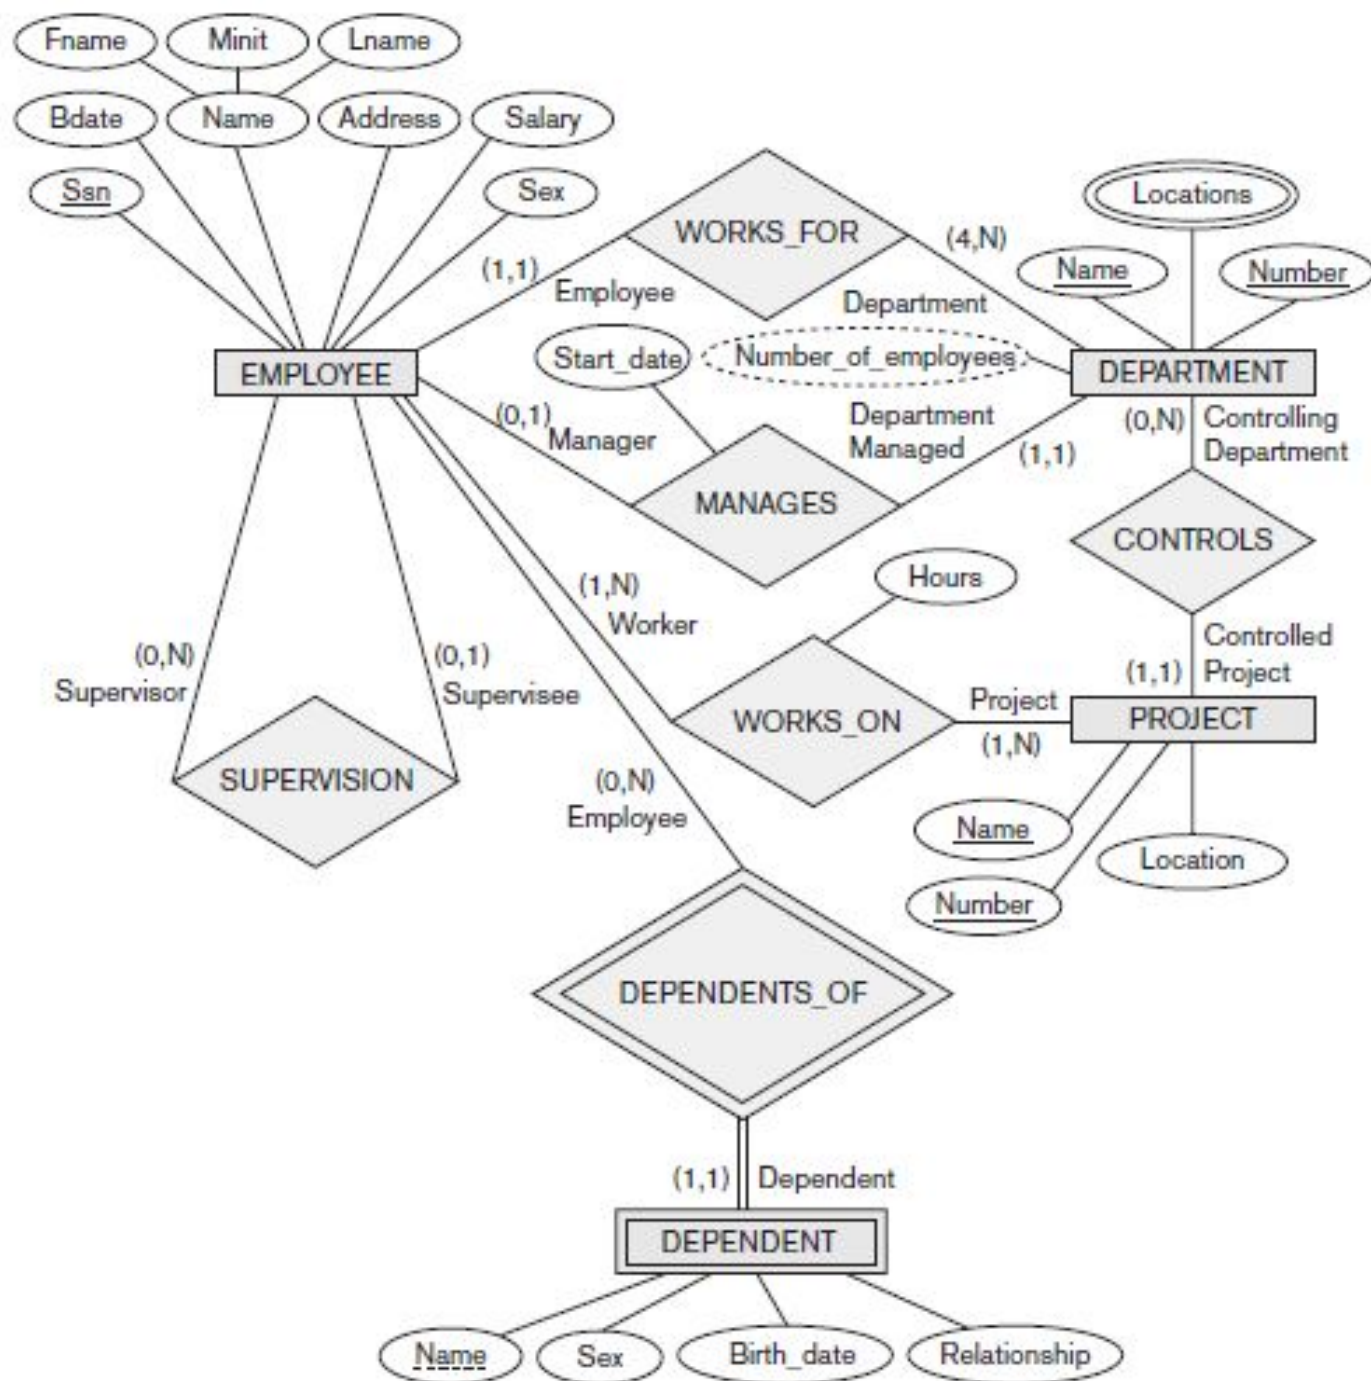 Fname Minit Lname
Bdate Name Address Salary
Ssn Sex
WORKS_FOR
Locations
(4,N)
(1,1)
Employee
Department
Name Number
Start_date Number_of_employees
EMPLOYEE DEPARTMENT
(0,1)
Manager
Department
Managed
(1,1)
(0,N) Controlling
Department
MANAGES
CONTROLS
Hours
(1,N)
Worker
Controlled
(1,1) Project
(0,N)
Supervisor
(0,1)
Supervisee
Project
WORKS_ON
(1,N)
PROJECT
SUPERVISION
(0,N)
Employee
Name
Location
Number
DEPENDENTS_OF
(1,1) Dependent
DEPENDENT
Name Sex Birth_date Relationship